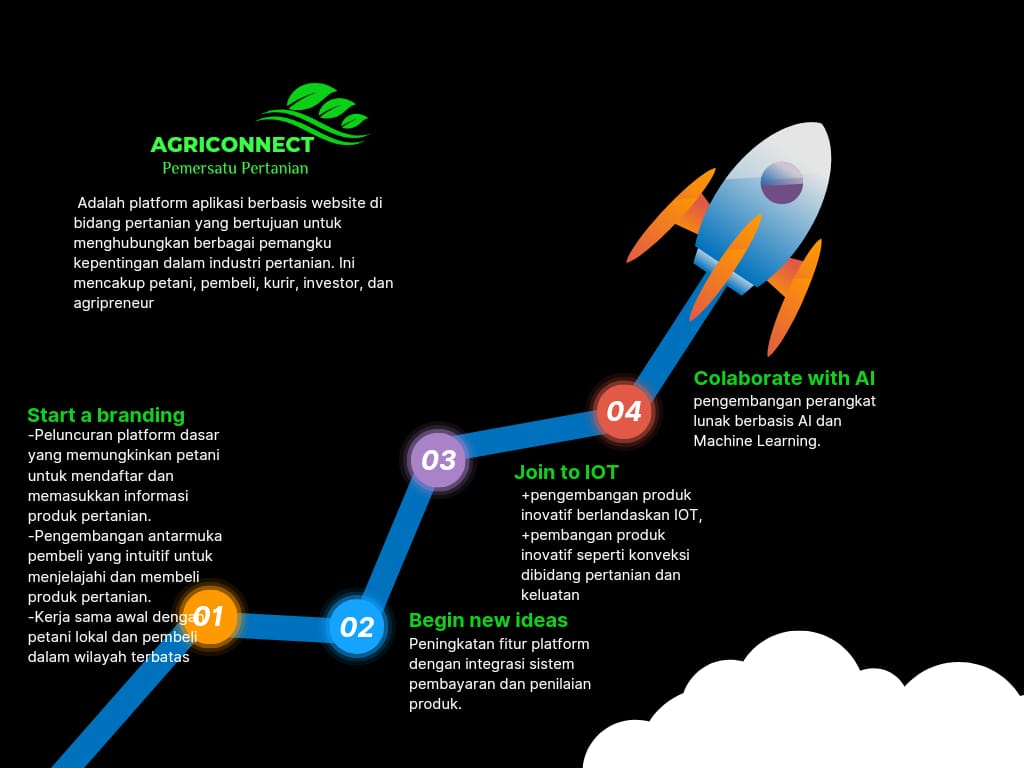 AGRICONNECT
Pemersatu Pertanian
Adalah platform aplikasi berbasis website di
bidang pertanian yang bertujuan untuk
menghubungkan berbagai pemangku
kepentingan dalam industri pertanian. Ini
mencakup petani, pembeli, kurir, investor, dan
agripreneur
Start a branding
-Peluncuran platform dasar
yang memungkinkan petani
untuk mendaftar dan
memasukkan informasi
produk pertanian.
-Pengembangan antarmuka
pembeli yang intuitif untuk
menjelajahi dan membeli
produk pertanian.
-Kerja sama awal dengan
petani lokal dan pembeli
dalam wilayah terbatas
01
02
Begin new ideas
Peningkatan fitur platform
dengan integrasi sistem
pembayaran dan penilaian
produk.
03
Join to IOT
+pengembangan produk
inovatif berlandaskan IOT,
+pembangan produk
inovatif seperti konveksi
dibidang pertanian dan
keluatan
04
Colaborate with AI
pengembangan perangkat
lunak berbasis AI dan
Machine Learning.